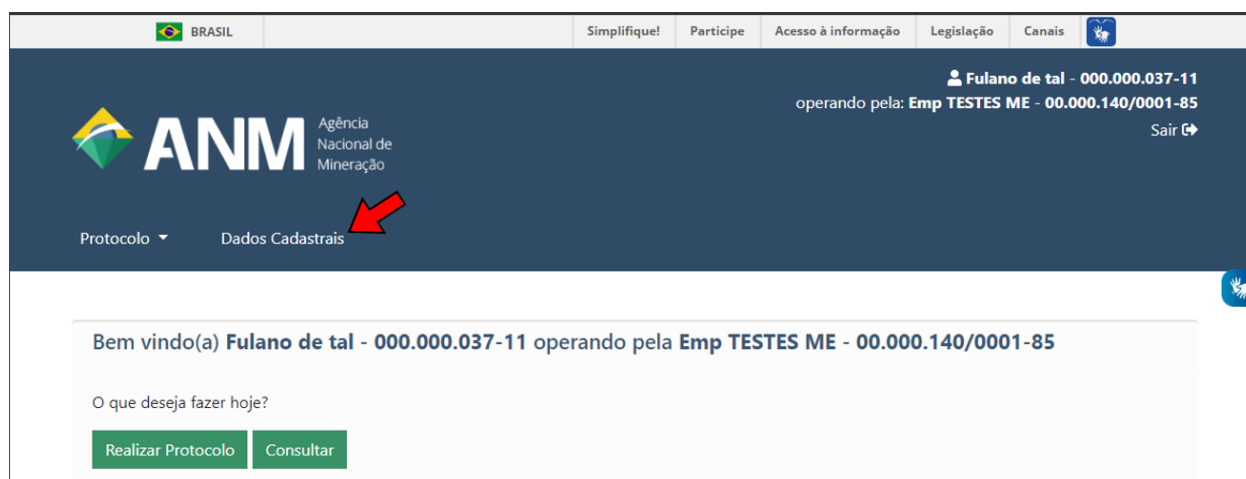 BRASIL
Simplifique!
Participe
Acesso à informação
Legislação
Canais
Fulano de tal - 000.000.037-11
operando pela: Emp TESTES ME - 00.000.140/0001-85
Sair
ANM
Agência
Nacional de
Mineração
Protocolo
Dados Cadastrais
Bem vindo(a) Fulano de tal - 000.000.037-11 operando pela Emp TESTES ME - 00.000.140/0001-85
O que deseja fazer hoje?
Realizar Protocolo
Consultar